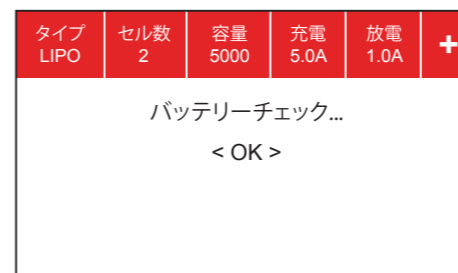 タイプ セル数 容量 充電 放電 +
LIPO 2 5000 5.0A 1.0A
バッテリーチェック...
< OK >